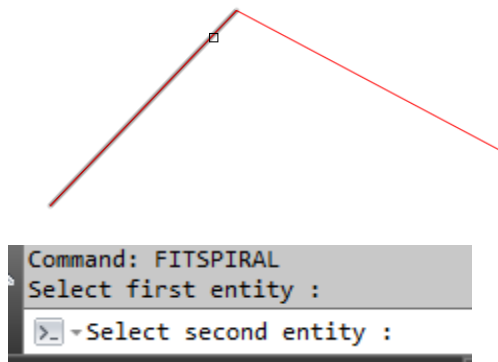 Command: FITSPIRAL
Select first entity :
Select second entity :